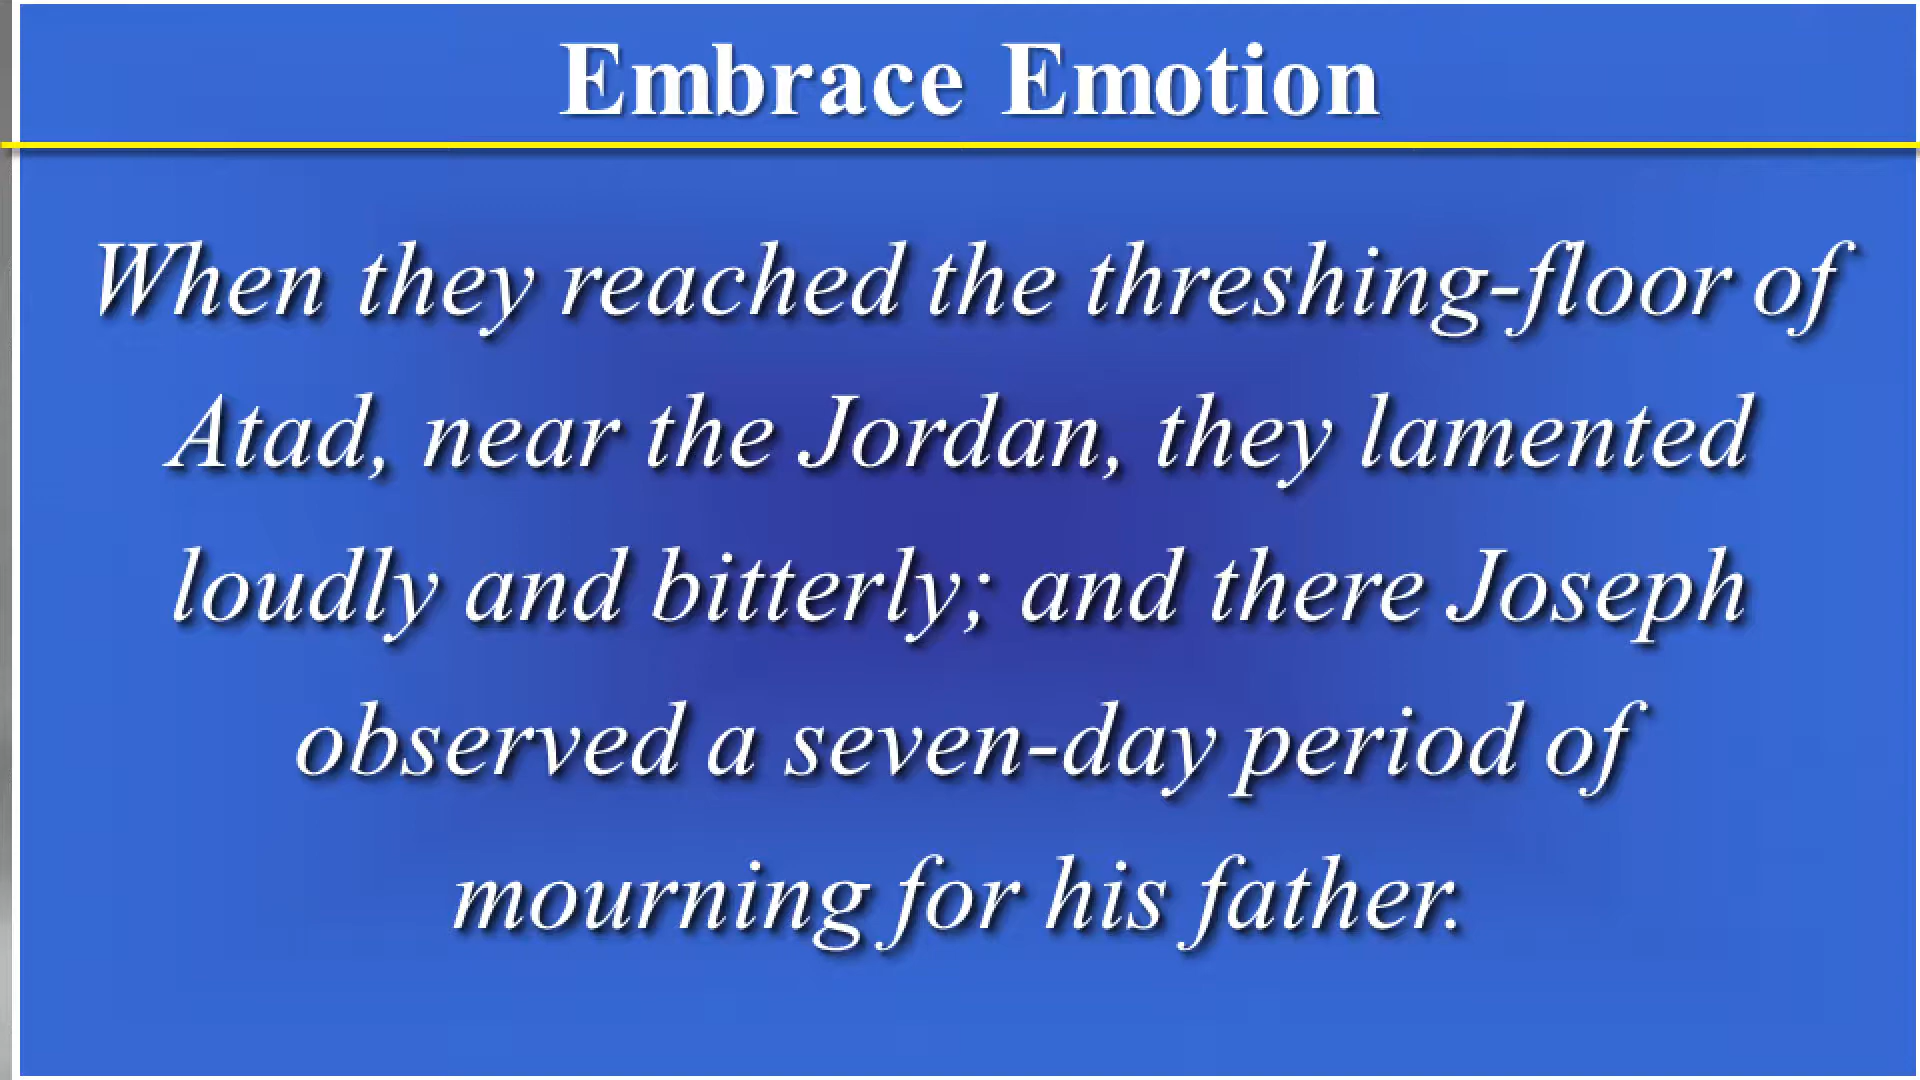 Embrace Emotion
When they reached the threshing-floor of
Atad, near the Jordan, they lamented
loudly and bitterly; and there Joseph
observed a seven-day period of
mourning for his father.